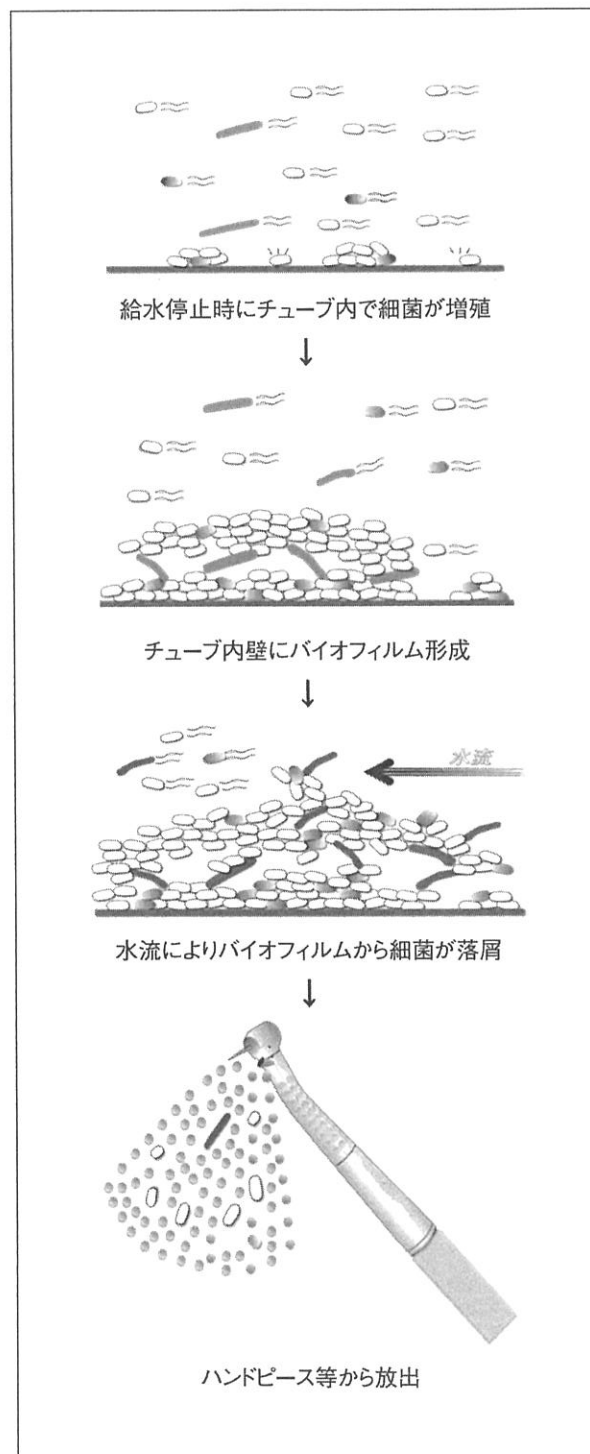 給水停止時にチューブ内で細菌が増殖
↓
チューブ内壁にバイオフィルム形成
↓
水流
水流によりバイオフィルムから細菌が落屑
↓
ハンドピース等から放出